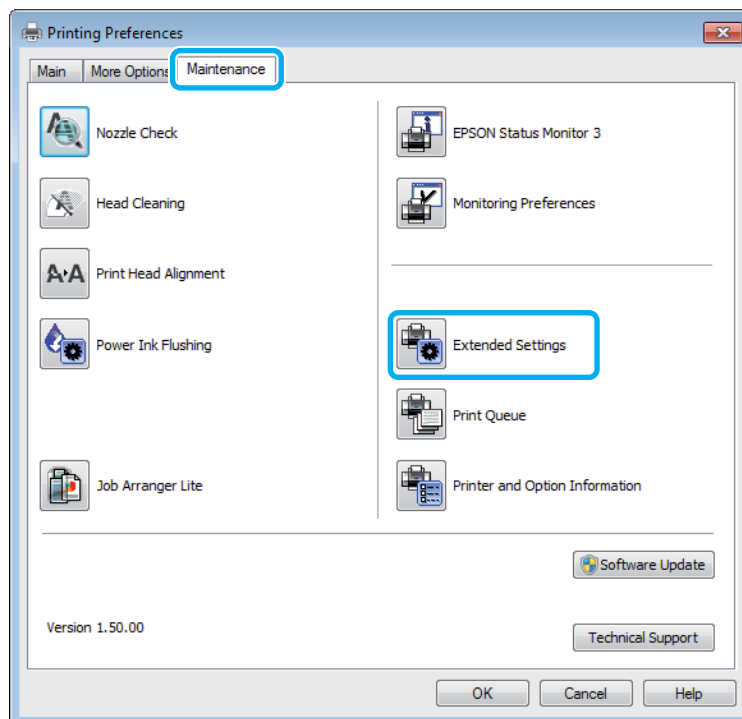 Printing Preferences
Main
More Options
Maintenance
Nozzle Check
EPSON Status Monitor 3
Head Cleaning
Monitoring Preferences
Print Head Alignment
Power Ink Flushing
Extended Settings
Print Queue
Job Arranger Lite
Printer and Option Information
Software Update
Version 1.50.00
Technical Support
OK
Cancel
Help